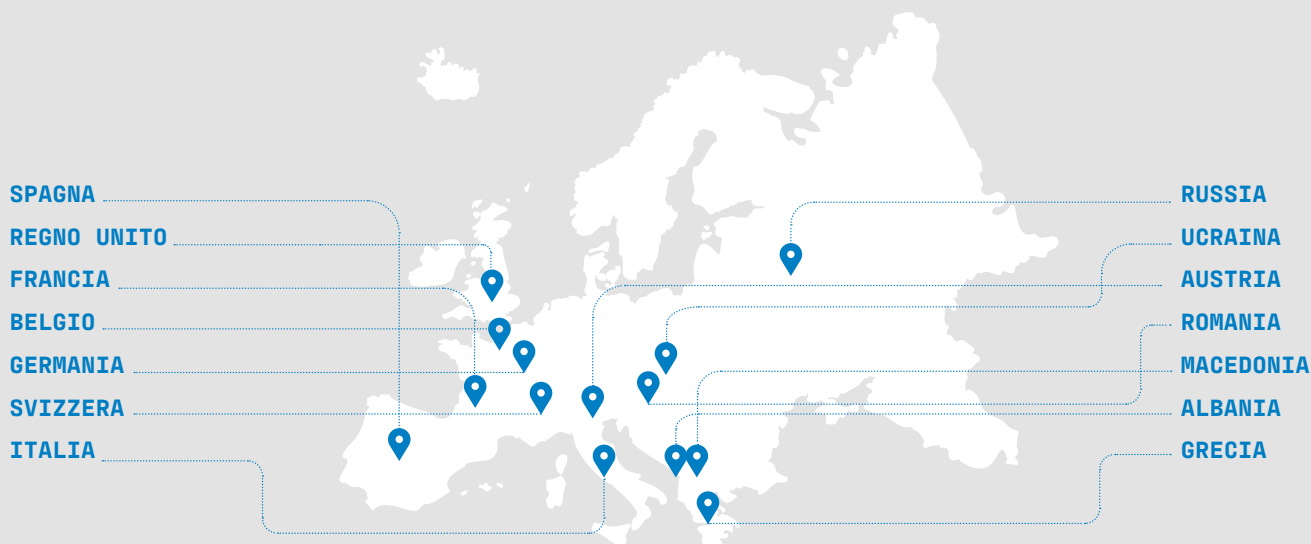 SPAGNA
REGNO UNITO
FRANCIA
BELGIO
GERMANIA
SVIZZERA
ITALIA
RUSSIA
UCRAINA
AUSTRIA
ROMANIA
MACEDONIA
ALBANIA
GRECIA